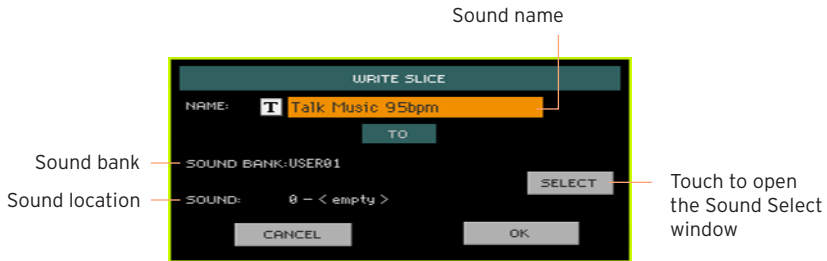 Sound name
WRITE SLICE
NAME: T Talk Music 95bpm
TO
Sound bank
SOUND BANK:USER01
SELECT
Touch to open
the Sound Select
window
Sound location
SOUND: 0 - < empty >
CANCEL OK